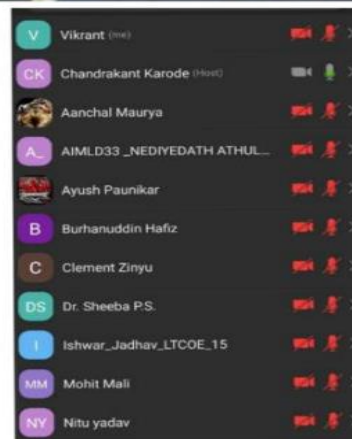 V Vikrant (me)
CK Chandrakant Karode (Host)
Aanchal Maurya
A_ AIMLD33 _NEDIYEDATH ATHUL...
Ayush Paunikar
B Burhanuddin Hafiz
C Clement Zinyu
DS Dr. Sheeba P.S.
I Ishwar_Jadhav_LTCOE_15
MM Mohit Mali
NY Nitu yadav